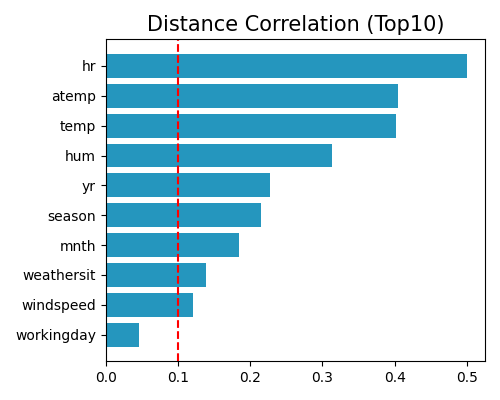 Distance Correlation (Top10)
hr
atemp
temp
hum
yr
season
mnth
weathersit
windspeed
workingday
0.0 0.1 0.2 0.3 0.4 0.5